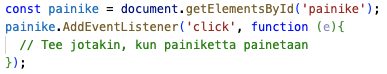 const painike = document.getElementsById('painike');
painike.AddEventListener('click', function (e){
  // Tee jotakin, kun painiketta painetaan
});